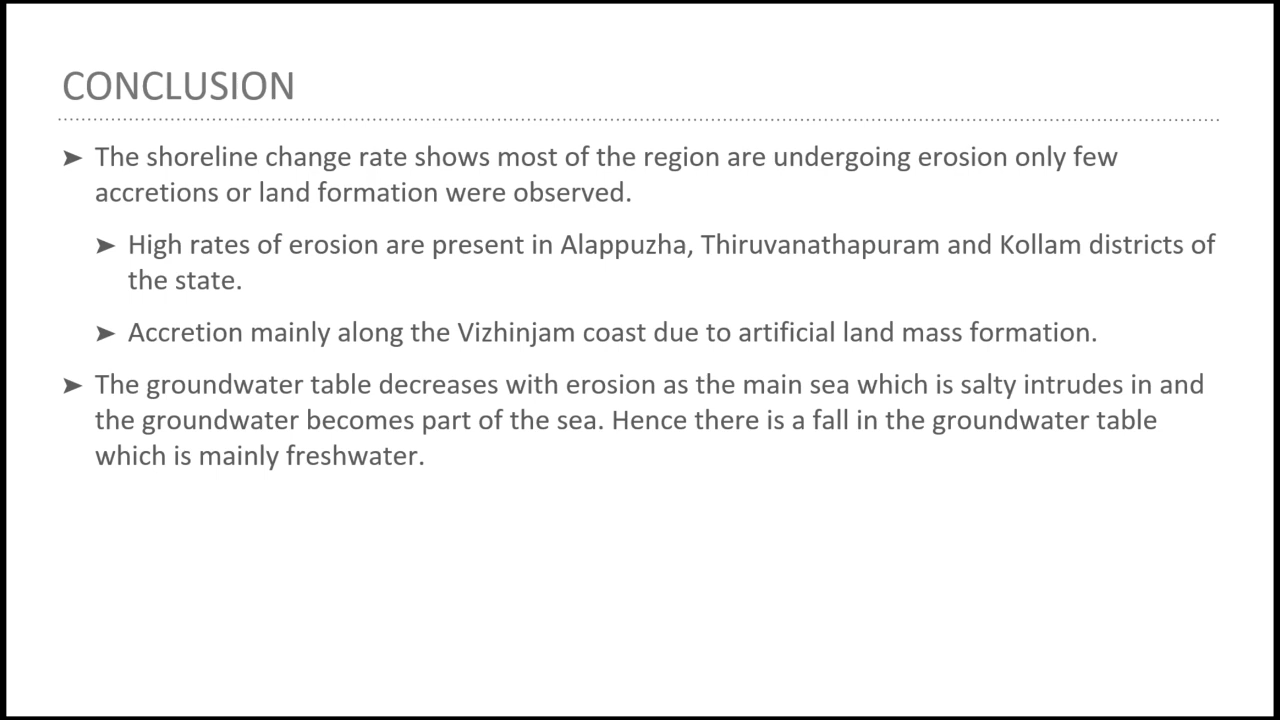 CONCLUSION
➤ The shoreline change rate shows most of the region are undergoing erosion only few
accretions or land formation were observed.
➤ High rates of erosion are present in Alappuzha, Thiruvanathapuram and Kollam districts of
the state.
➤ Accretion mainly along the Vizhinjam coast due to artificial land mass formation.
➤ The groundwater table decreases with erosion as the main sea which is salty intrudes in and
the groundwater becomes part of the sea. Hence there is a fall in the groundwater table
which is mainly freshwater.